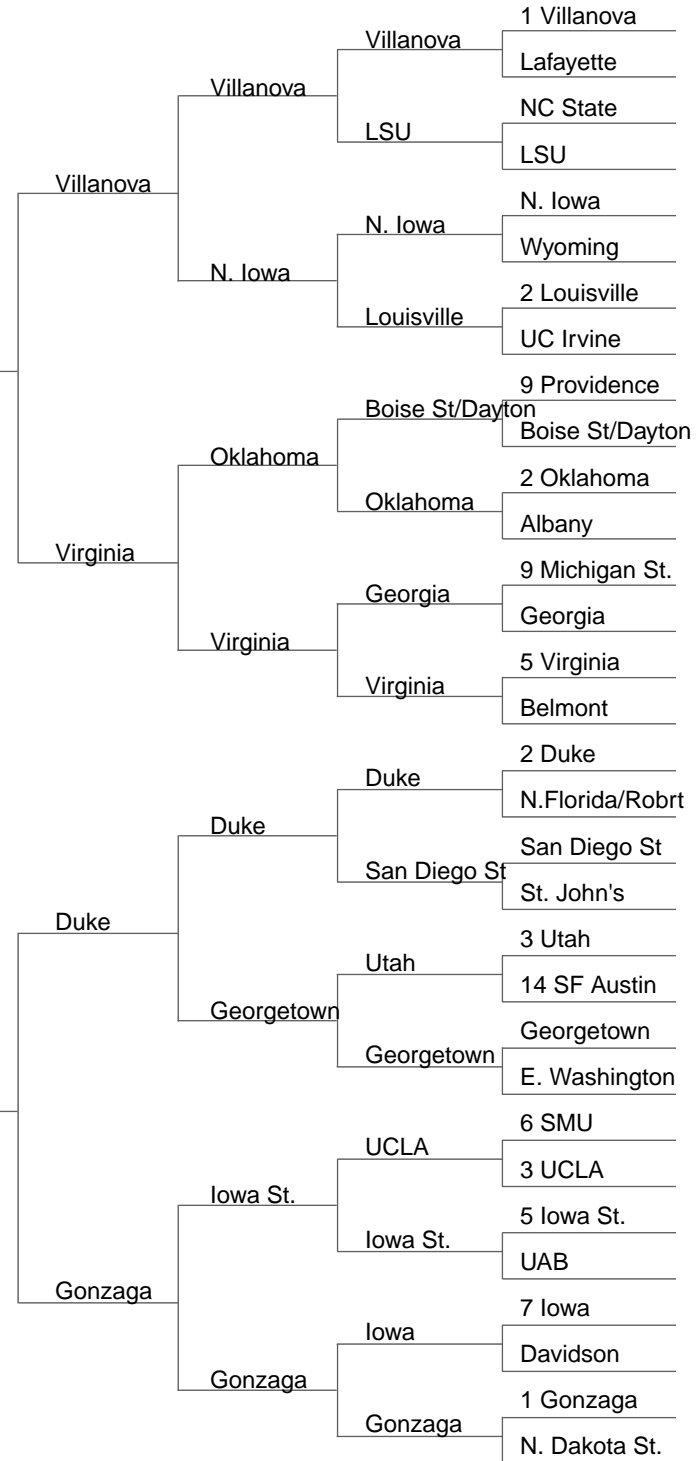 1 Villanova
Villanova
Lafayette
Villanova
NC State
LSU
LSU
Villanova
N. Iowa
N. Iowa
Wyoming
N. Iowa
2 Louisville
Louisville
UC Irvine
9 Providence
Boise St/Dayton
Boise St/Dayton
Oklahoma
2 Oklahoma
Oklahoma
Albany
Virginia
9 Michigan St.
Georgia
Georgia
Virginia
5 Virginia
Virginia
Belmont
2 Duke
Duke
N.Florida/Robrt
Duke
San Diego St
San Diego St
St. John's
Duke
3 Utah
Utah
14 SF Austin
Georgetown
Georgetown
Georgetown
E. Washington
6 SMU
UCLA
3 UCLA
Iowa St.
5 Iowa St.
Iowa St.
UAB
Gonzaga
7 Iowa
Iowa
Davidson
Gonzaga
1 Gonzaga
Gonzaga
N. Dakota St.